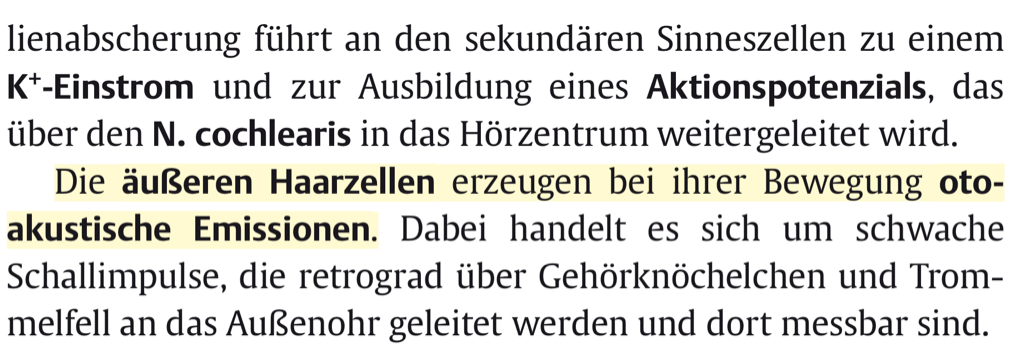 lienabscherung führt an den sekundären Sinneszellen zu einem
K⁺-Einstrom und zur Ausbildung eines Aktionspotenzials, das
über den N. cochlearis in das Hörzentrum weitergeleitet wird.
Die äußeren Haarzellen erzeugen bei ihrer Bewegung oto-
akustische Emissionen. Dabei handelt es sich um schwache
Schallimpulse, die retrograd über Gehörknöchelchen und Trom-
melfell an das Außenohr geleitet werden und dort messbar sind.